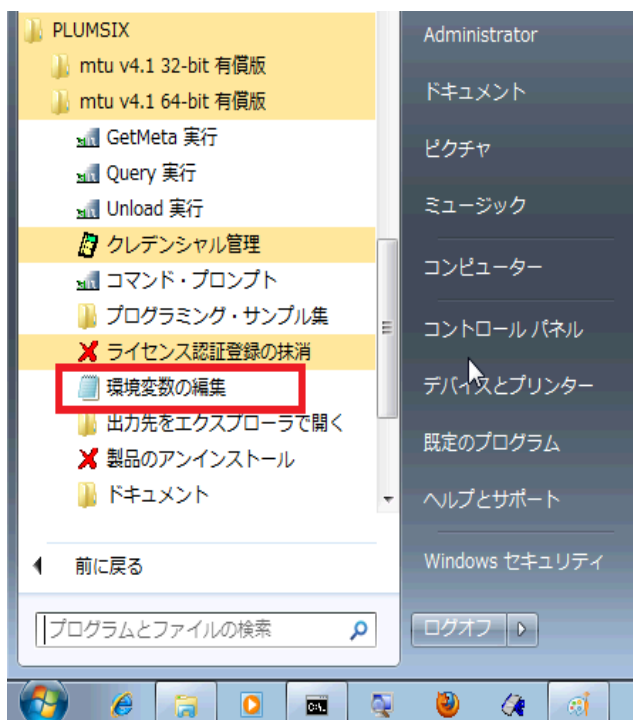 PLUMSIX
mtu v4.1 32-bit 有償版
mtu v4.1 64-bit 有償版
GetMeta 実行
Query 実行
Unload 実行
クレデンシャル管理
コマンド・プロンプト
プログラミング・サンプル集
ライセンス認証登録の抹消
環境変数の編集
出力先をエクスプローラで開く
製品のアンインストール
ドキュメント
前に戻る
プログラムとファイルの検索
Administrator
ドキュメント
ピクチャ
ミュージック
コンピューター
コントロール パネル
デバイスとプリンター
既定のプログラム
ヘルプとサポート
Windows セキュリティ
ログオフ
C:\.